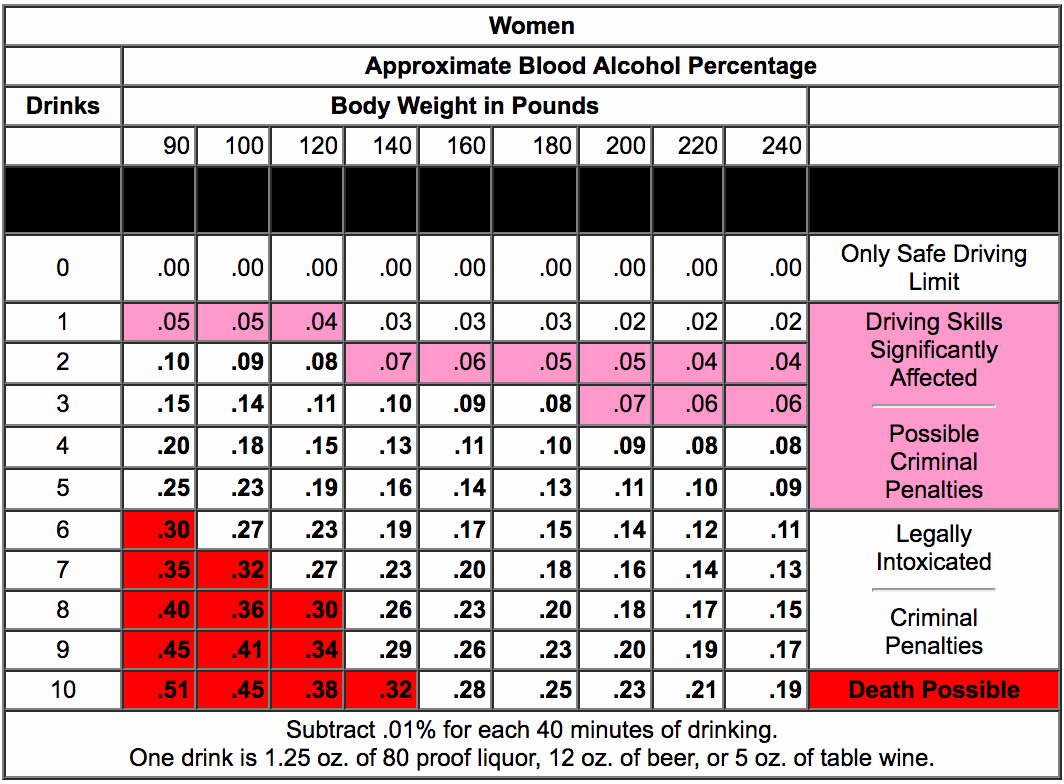 Women
Approximate Blood Alcohol Percentage
Drinks Body Weight in Pounds
90 100 120 140 160 180 200 220 240
0 .00 .00 .00 .00 .00 .00 .00 .00 .00 Only Safe Driving
Limit
1 .05 .05 .04 .03 .03 .03 .02 .02 .02 Driving Skills
Significantly
2 .10 .09 .08 .07 .06 .05 .05 .04 .04 Affected
3 .15 .14 .11 .10 .09 .08 .07 .06 .06
4 .20 .18 .15 .13 .11 .10 .09 .08 .08 Possible
Criminal
5 .25 .23 .19 .16 .14 .13 .11 .10 .09 Penalties
6 .30 .27 .23 .19 .17 .15 .14 .12 .11 Legally
7 .35 .32 .27 .23 .20 .18 .16 .14 .13 Intoxicated
8 .40 .36 .30 .26 .23 .20 .18 .17 .15 Criminal
9 .45 .41 .34 .29 .26 .23 .20 .19 .17 Penalties
10 .51 .45 .38 .32 .28 .25 .23 .21 .19 Death Possible
Subtract .01% for each 40 minutes of drinking.
One drink is 1.25 oz. of 80 proof liquor, 12 oz. of beer, or 5 oz. of table wine.